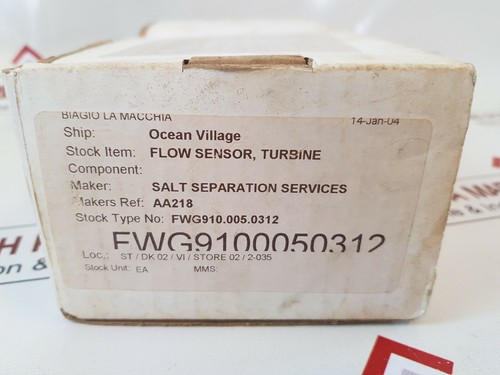 BIAGIO LA MACCHIA 14-Jan-04
Ship: Ocean Village
Stock Item: FLOW SENSOR, TURBINE
Component:
Maker: SALT SEPARATION SERVICES
Makers Ref: AA218
Stock Type No: FWG910.005.0312
FWG9100050312
Loc.: ST / DK 02 / VI / STORE 02 / 2-035
Stock Unit: EA MMS: